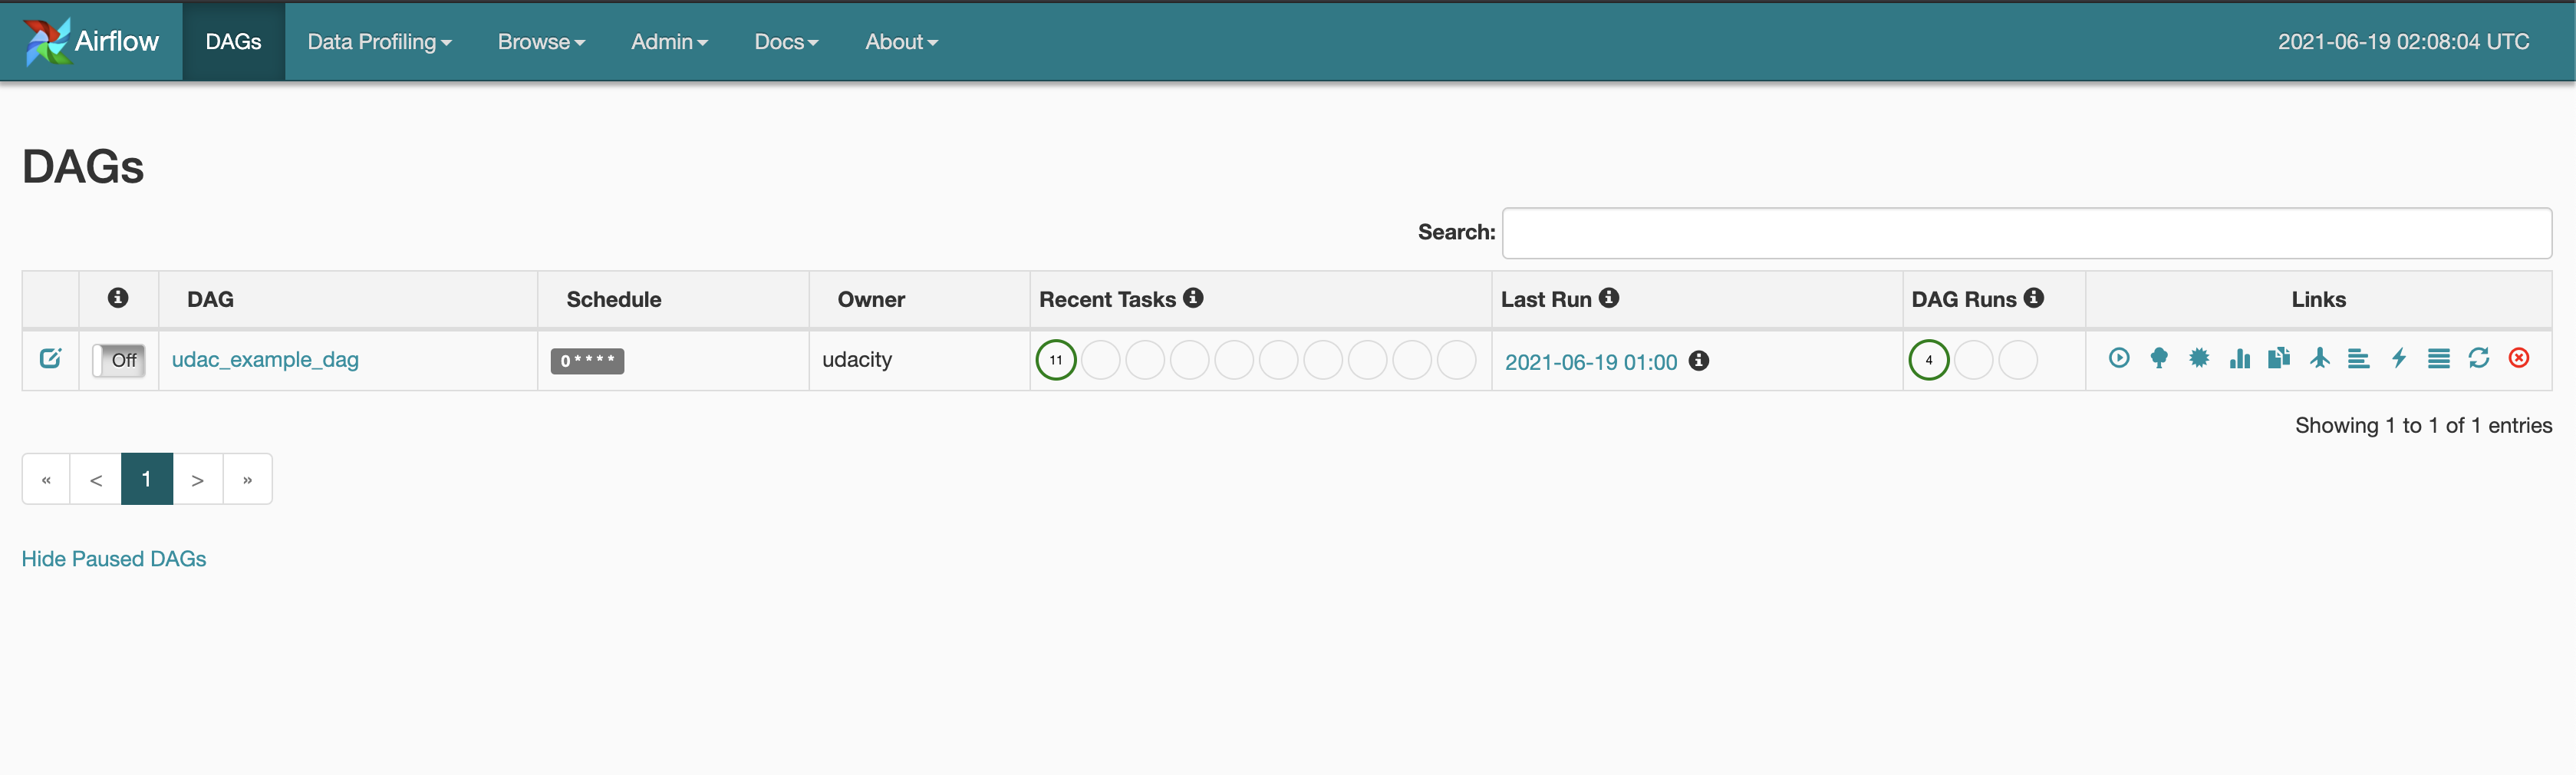 Airflow DAGs Data Profiling Browse Admin Docs About 2021-06-19 02:08:04 UTC
DAGs
Search:
DAG Schedule Owner Recent Tasks Last Run DAG Runs Links
Off udac_example_dag 0 * * * * udacity 11 2021-06-19 01:00 4
Showing 1 to 1 of 1 entries
« < 1 > »
Hide Paused DAGs